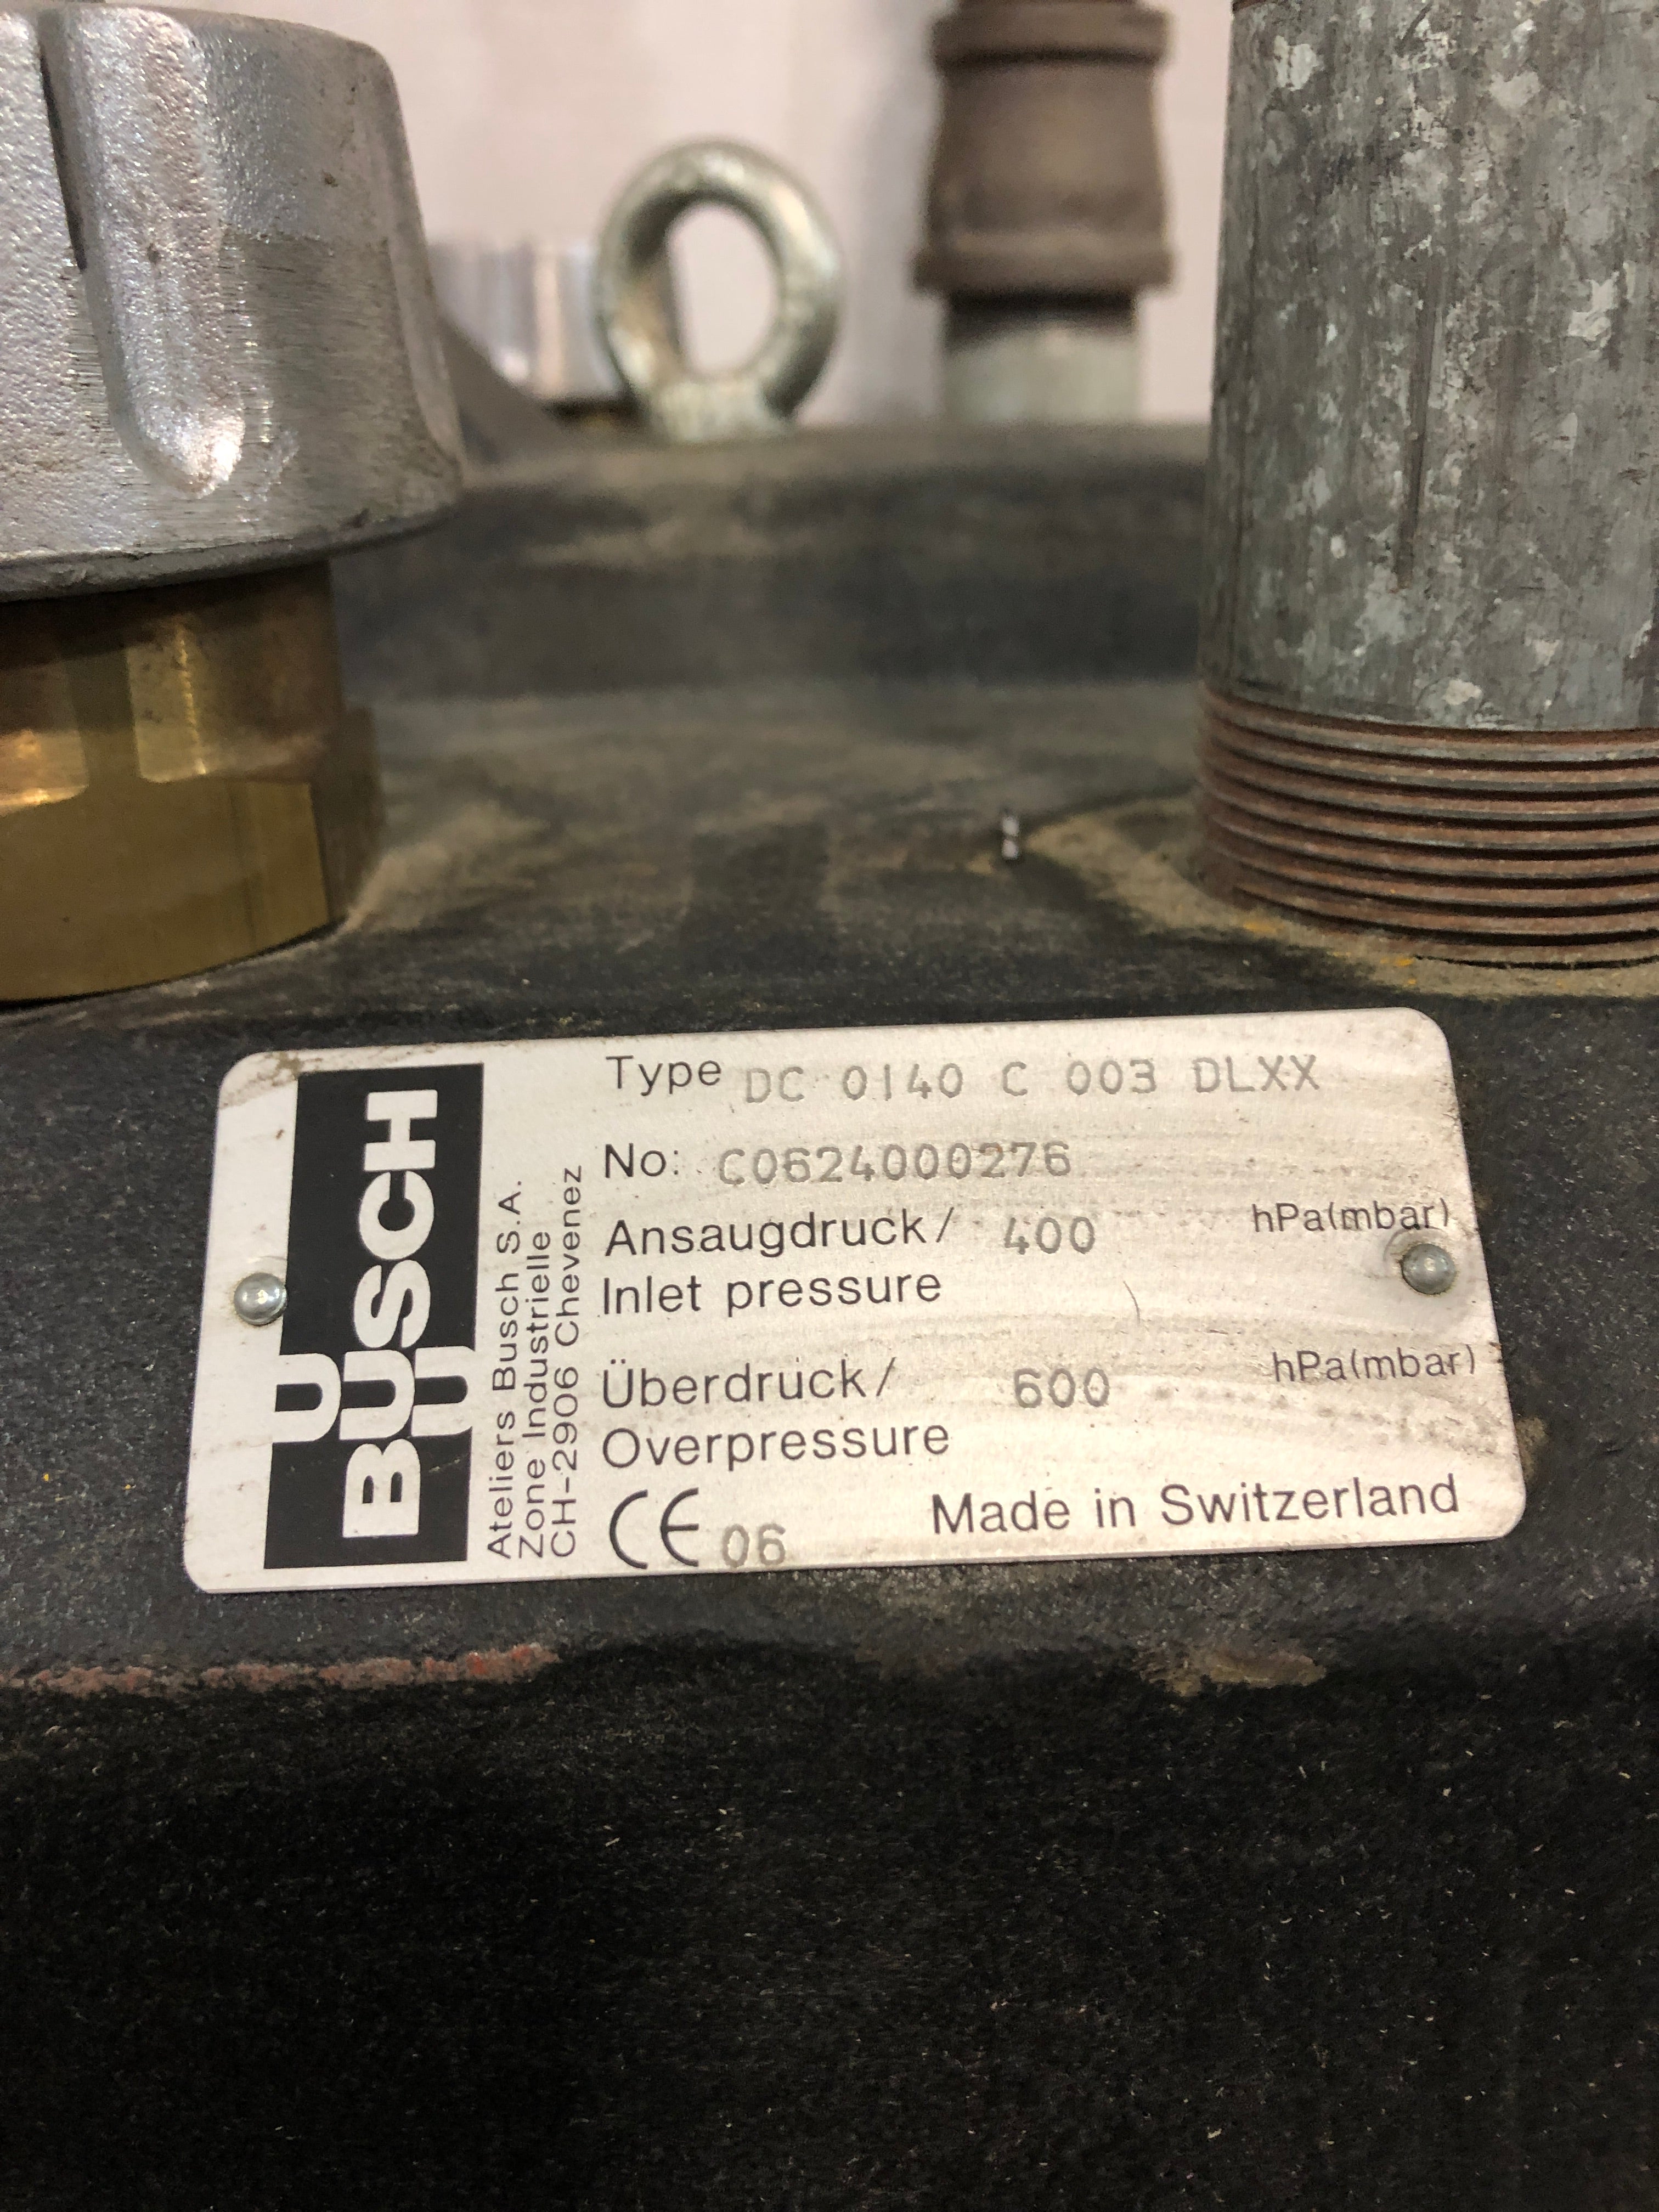 BUSCH
Ateliers Busch S.A.
Zone Industrielle
CH-2906 Chevenez
Type DC 0140 C 003 DLXX
No: C0624000276
Ansaugdruck/ 400 hPa(mbar)
Inlet pressure
Überdruck/ 600 hPa(mbar)
Overpressure
CE 06 Made in Switzerland